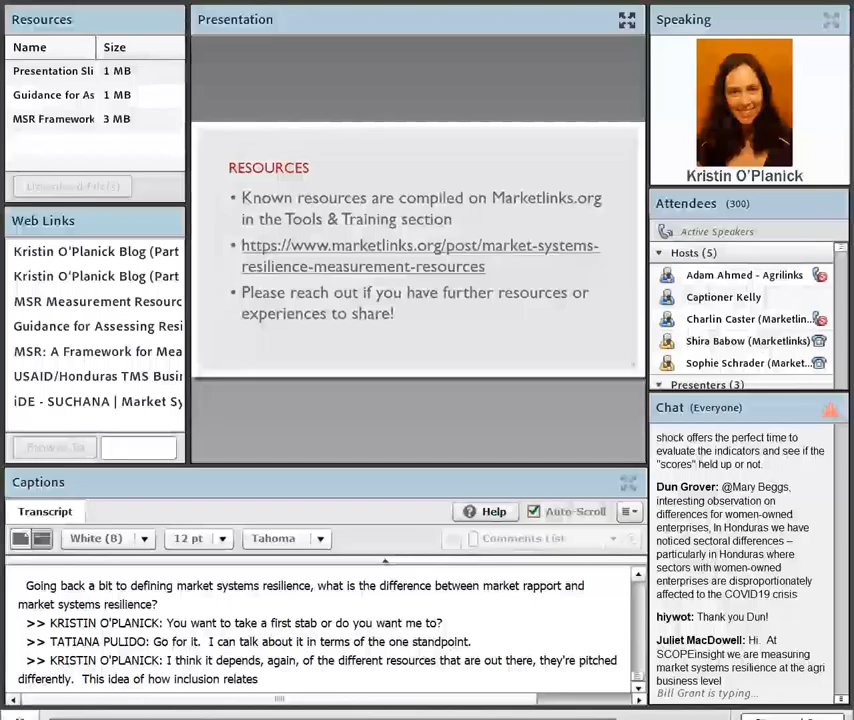 Resources
Name Size
Presentation Sli 1 MB
Guidance for As 1 MB
MSR Framework 3 MB
Download File(s)
Web Links
Kristin O'Planick Blog (Part
Kristin O'Planick Blog (Part
MSR Measurement Resourc
Guidance for Assessing Resi
MSR: A Framework for Mea
USAID/Honduras TMS Busin
iDE - SUCHANA | Market Sy
Browse To
Presentation
RESOURCES
• Known resources are compiled on Marketlinks.org
in the Tools & Training section
• https://www.marketlinks.org/post/market-systems-
resilience-measurement-resources
• Please reach out if you have further resources or
experiences to share!
Captions
Transcript
Help
Auto-Scroll
White (8)
12 pt
Tahoma
Comments List
Going back a bit to defining market systems resilience, what is the difference between market rapport and
market systems resilience?
>> KRISTIN O'PLANICK: You want to take a first stab or do you want me to?
>> TATIANA PULIDO: Go for it. I can talk about it in terms of the one standpoint.
>> KRISTIN O'PLANICK: I think it depends, again, of the different resources that are out there, they're pitched
differently. This idea of how inclusion relates
Speaking
Kristin O'Planick
Attendees (300)
Active Speakers
Hosts (5)
Adam Ahmed - Agrilinks
Captioner Kelly
Charlin Caster (Marketlin...
Shira Babow (Marketlinks)
Sophie Schrader (Market...
Presenters (3)
Chat (Everyone)
shock offers the perfect time to
evaluate the indicators and see if the
"scores" held up or not.
Dun Grover: @Mary Beggs,
interesting observation on
differences for women-owned
enterprises, In Honduras we have
noticed sectoral differences –
particularly in Honduras where
sectors with women-owned
enterprises are disproportionately
affected to the COVID19 crisis
hiywot: Thank you Dun!
Juliet MacDowell: Hi. At
SCOPEinsight we are measuring
market systems resilience at the agri
business level
Bill Grant is typing...